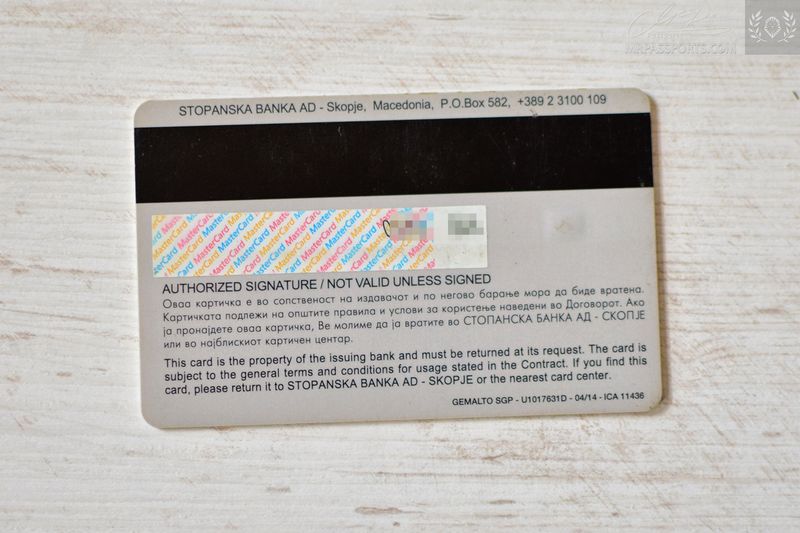 MRPASSPORTS.COM
STOPANSKA BANKA AD - Skopje, Macedonia, P.O.Box 582, +389 2 3100 109
MasterCard MasterCard MasterCard MasterCard
AUTHORIZED SIGNATURE / NOT VALID UNLESS SIGNED
Оваа картичка е во сопственост на издавачот и по негово барање мора да биде вратена.
Картичката подлежи на општите правила и услови за користење наведени во Договорот. Ако
ја пронајдете оваа картичка, Ве молиме да ја вратите во СТОПАНСКА БАНКА АД - СКОПЈЕ
или во најблискиот картичен центар.
This card is the property of the issuing bank and must be returned at its request. The card is
subject to the general terms and conditions for usage stated in the Contract. If you find this
card, please return it to STOPANSKA BANKA AD - SKOPJE or the nearest card center.
GEMALTO SGP - U1017631D - 04/14 - ICA 11436